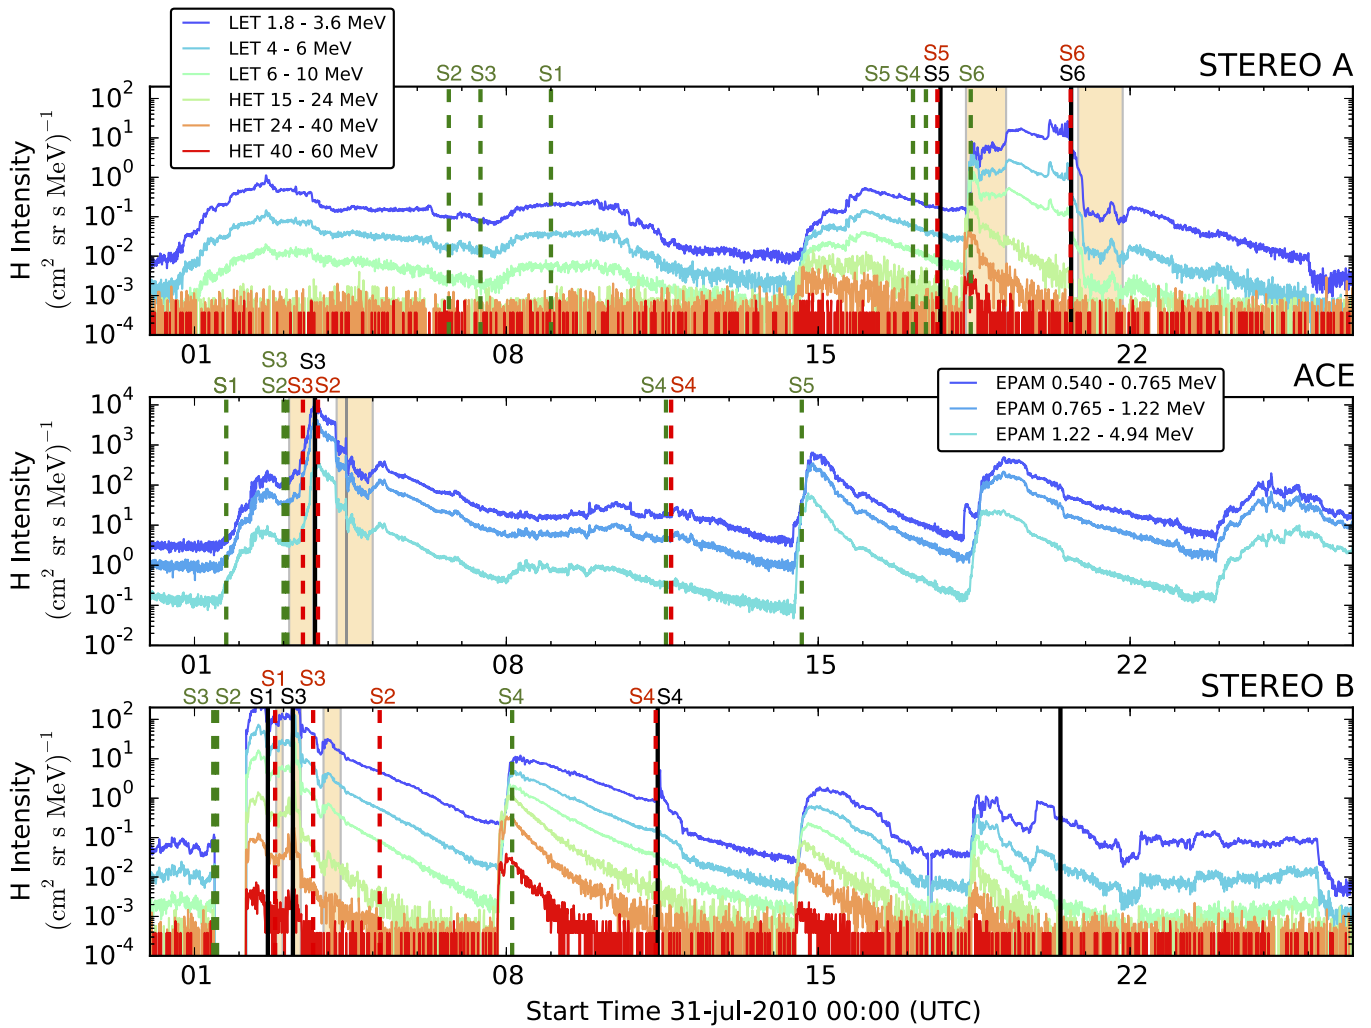 LET 1.8 - 3.6 MeV
LET 4 - 6 MeV
LET 6 - 10 MeV
HET 15 - 24 MeV
HET 24 - 40 MeV
HET 40 - 60 MeV
S5 S6
S2 S3 S1 S5 S4 S5 S6 S6
STEREO A
10² 10¹ 10⁰ 10⁻¹ 10⁻² 10⁻³ 10⁻⁴
H Intensity
(cm² sr s MeV)⁻¹
01 08 15 22
S3 S3
S1 S2 S3 S2 S4 S4 S5
ACE
EPAM 0.540 - 0.765 MeV
EPAM 0.765 - 1.22 MeV
EPAM 1.22 - 4.94 MeV
10⁴ 10³ 10² 10¹ 10⁰ 10⁻¹ 10⁻²
H Intensity
(cm² sr s MeV)⁻¹
01 08 15 22
S1 S3
S3 S2 S1 S3 S2 S4 S4 S4
STEREO B
10² 10¹ 10⁰ 10⁻¹ 10⁻² 10⁻³ 10⁻⁴
H Intensity
(cm² sr s MeV)⁻¹
01 08 15 22
Start Time 31-jul-2010 00:00 (UTC)